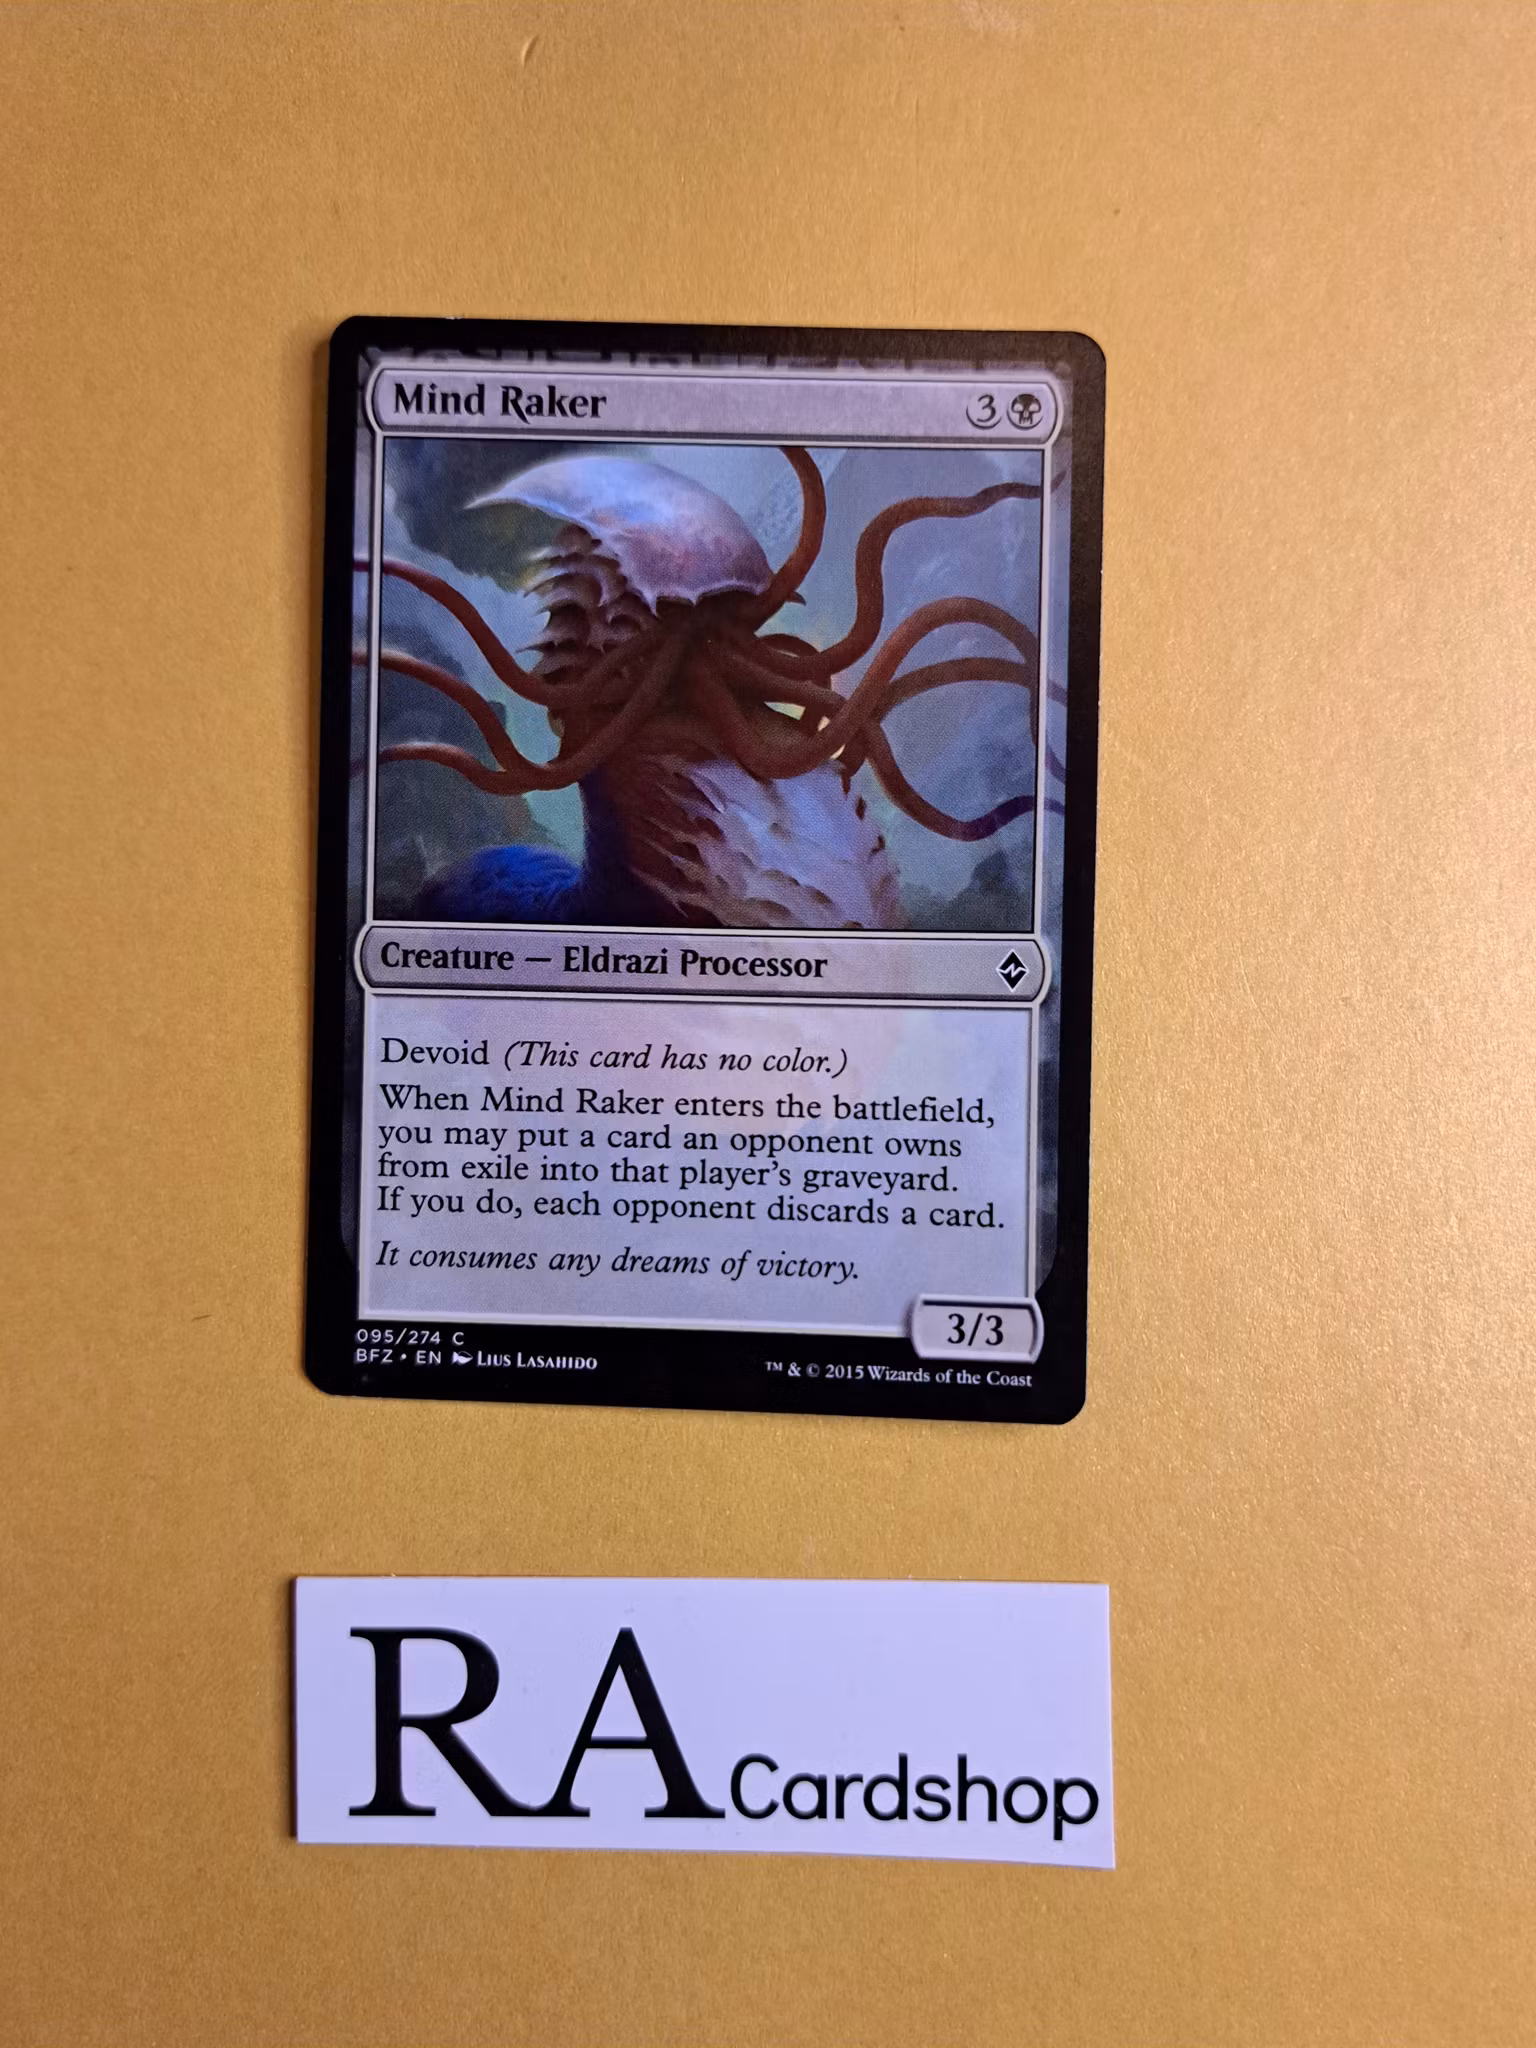 Mind Raker 3
Creature — Eldrazi Processor
Devoid (This card has no color.)
When Mind Raker enters the battlefield,
you may put a card an opponent owns
from exile into that player's graveyard.
If you do, each opponent discards a card.
It consumes any dreams of victory.
3/3
095/274 C
BFZ • EN Lius Lasahido
™ & © 2015 Wizards of the Coast
RA Cardshop